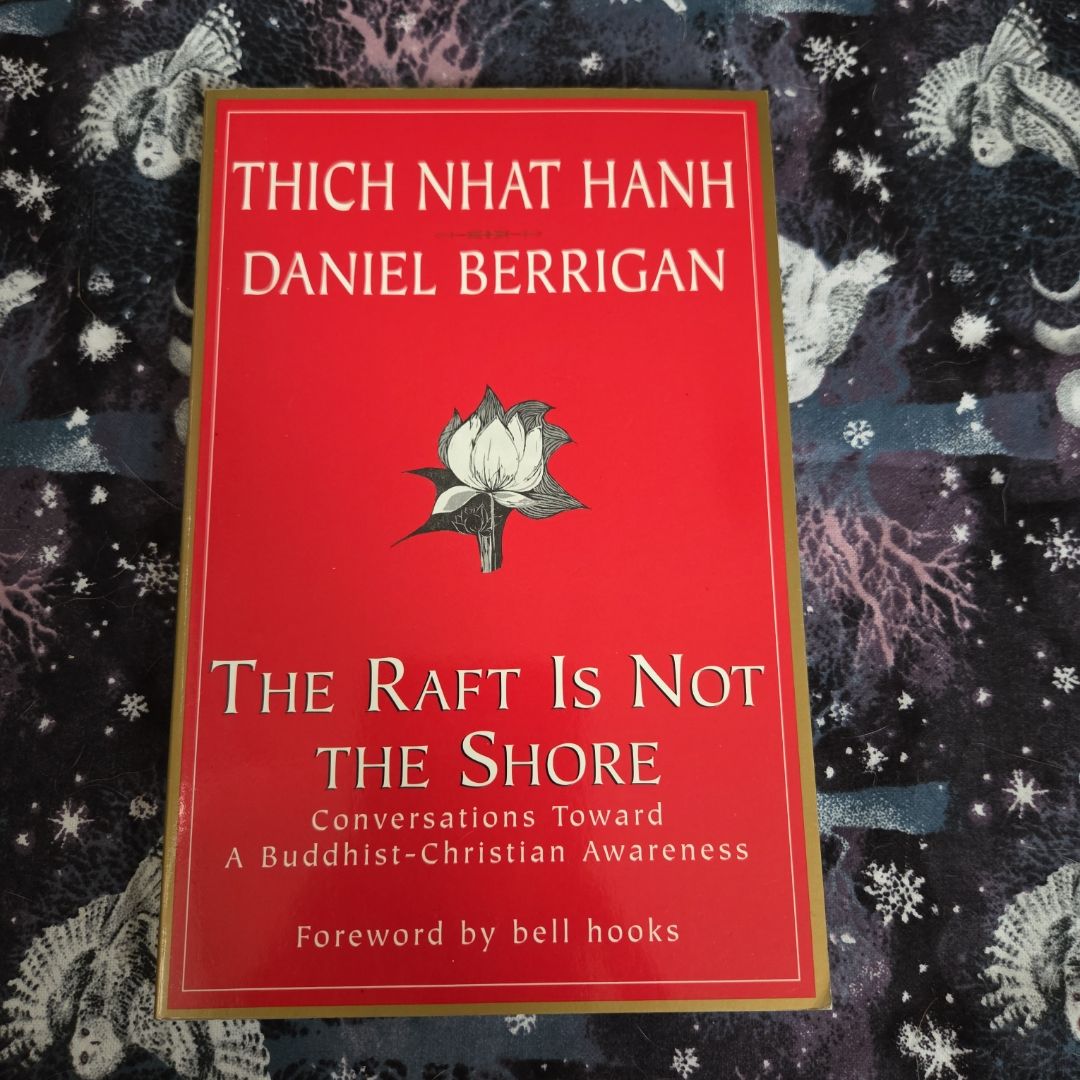 THICH NHAT HANH
DANIEL BERRIGAN
THE RAFT IS NOT
THE SHORE
Conversations Toward
A Buddhist-Christian Awareness
Foreword by bell hooks